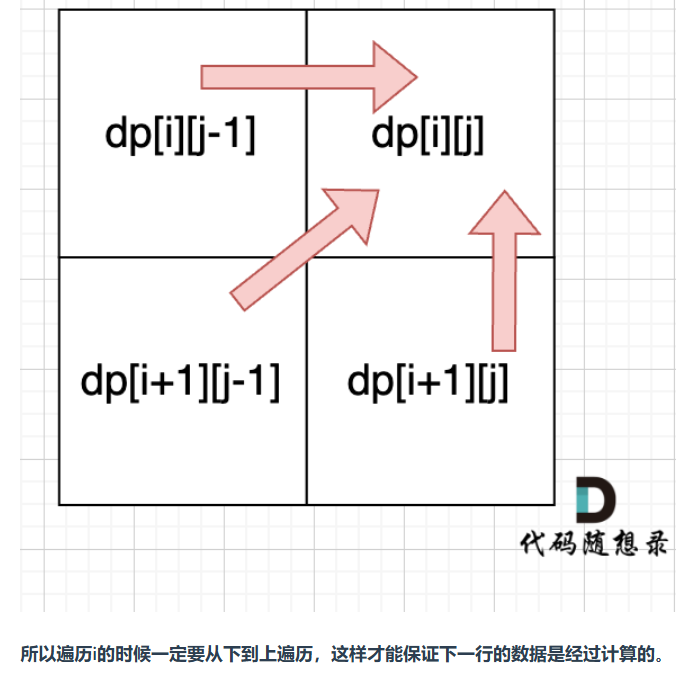 dp[i][j-1] dp[i][j]
dp[i+1][j-1] dp[i+1][j]
代码随想录
所以遍历i的时候一定要从下到上遍历，这样才能保证下一行的数据是经过计算的。